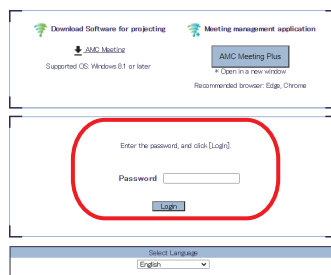 Download Software for projecting
AMC Meeting
Supported OS: Windows 8.1 or later
Meeting management application
AMC Meeting Plus
* Open in a new window
Recommended browser: Edge, Chrome
Enter the password, and click [Login].
Password
Login
Select Language
English